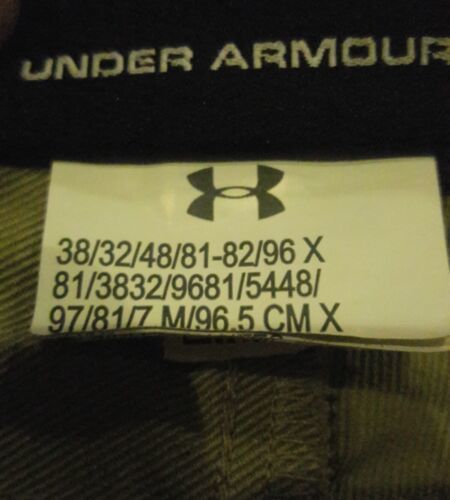 UNDER ARMOUR
38/32/48/81-82/96 X
81/3832/9681/5448/
97/81/7 M/96.5 CM X